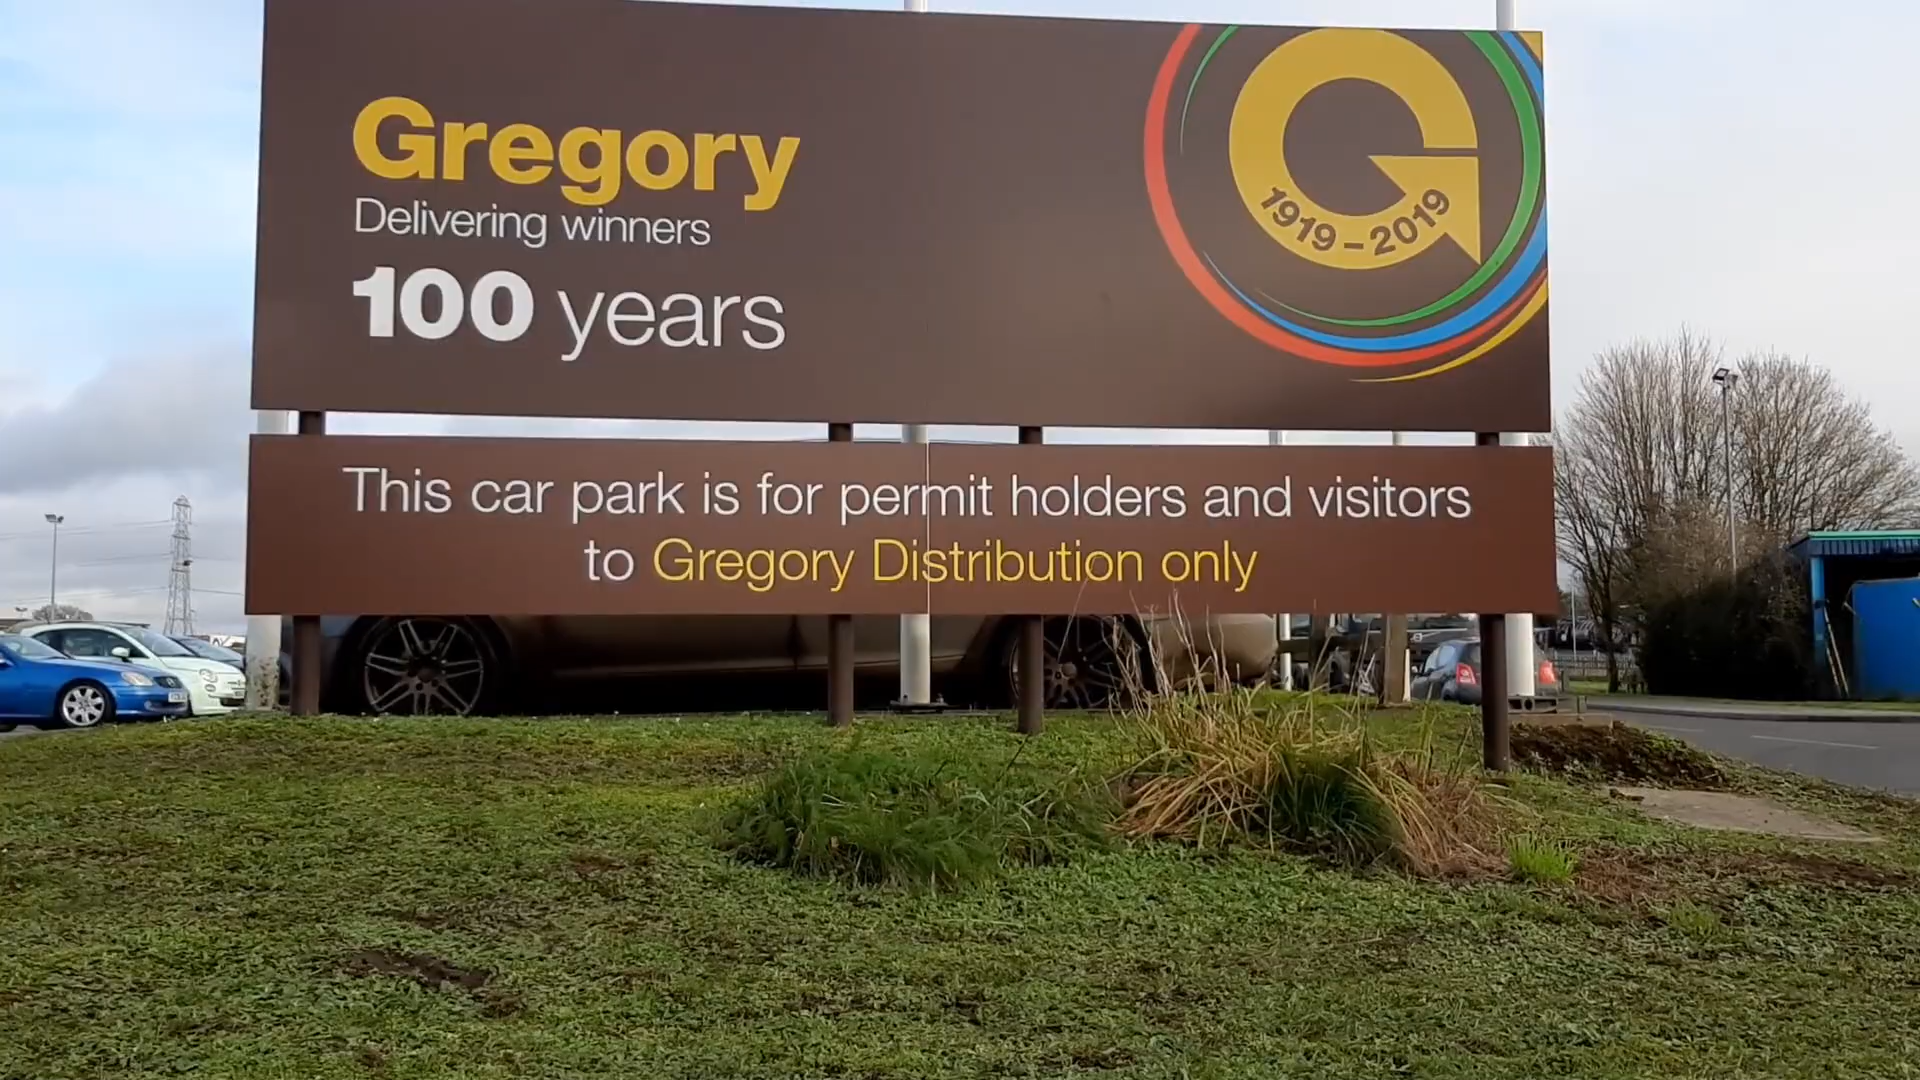 Gregory
Delivering winners
100 years
1919-2019
This car park is for permit holders and visitors
to Gregory Distribution only